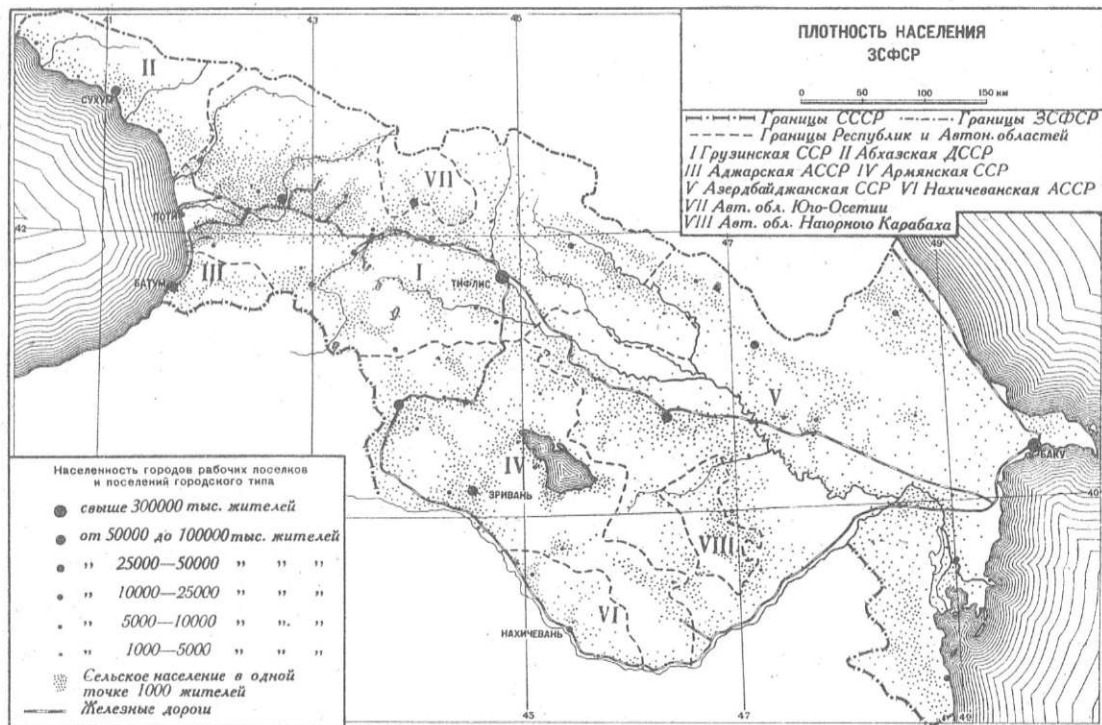 ПЛОТНОСТЬ НАСЕЛЕНИЯ
ЗСФСР
0 50 100 150 км
Границы СССР Границы ЗСФСР
Границы Республик и Автон. областей
I Грузинская ССР II Абхазская ДССР
III Аджарская АССР IV Армянская ССР
V Азердбайджанская ССР VI Нахичеванская АССР
VII Авт. обл. Юго-Осетии
VIII Авт. обл. Нагорного Карабаха
41 43 45
II
СУХУМ
VII
ПОТИ
42
47
49
III
I
БАТУМ
ТИФЛИС
V
IV
ЭРИВАНЬ
БАКУ
40
VIII
VI
НАХИЧЕВАНЬ
45 47 49
Населенность городов рабочих поселков
и поселений городского типа
свыше 300000 тыс. жителей
от 50000 до 100000 тыс. жителей
„ 25000—50000 „ „ „
„ 10000—25000 „ „ „
„ 5000—10000 „ „. „
„ 1000—5000 „ „ „
Сельское население в одной
точке 1000 жителей
Железные дороги